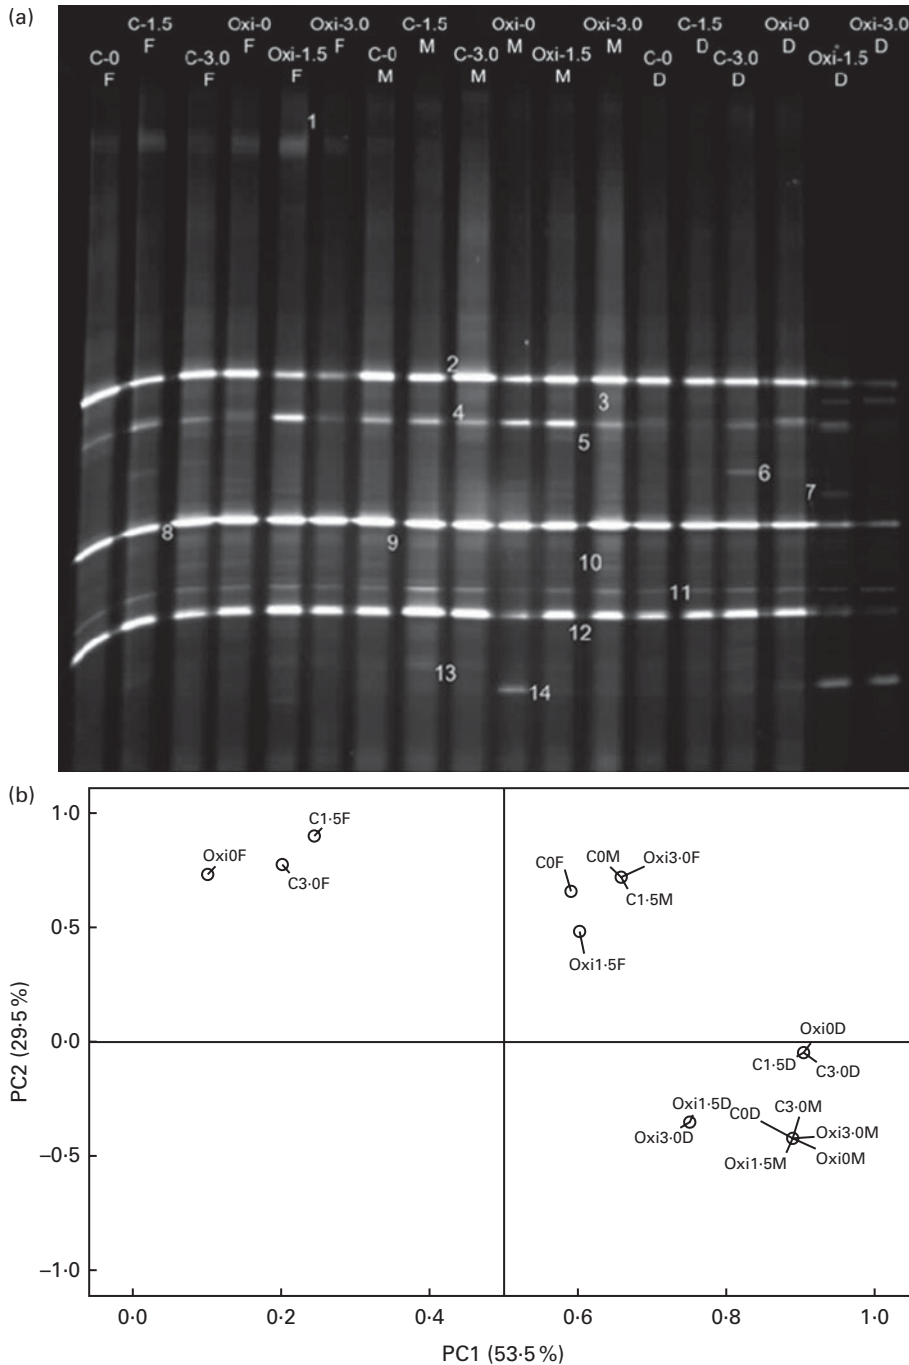 (a)
C-1.5 F
Oxi-0 F
Oxi-3.0 F
C-1.5 M
Oxi-0 M
Oxi-3.0 M
C-1.5 D
Oxi-0 D
Oxi-3.0 D
C-0 F
C-3.0 F
Oxi-1.5 F
C-0 M
C-3.0 M
Oxi-1.5 M
C-0 D
C-3.0 D
Oxi-1.5 D
1
2
3
4
5
6
7
8
9
10
11
12
13
14
(b)
PC2 (29·5 %)
1·0
0·5
0·0
−0·5
−1·0
C1·5F
Oxi0F
C3·0F
C0F
C0M
Oxi3·0F
C1·5M
Oxi1·5F
Oxi0D
C1·5D
C3·0D
Oxi1·5D
C0D
C3·0M
Oxi3·0D
Oxi3·0M
Oxi1·5M
Oxi0M
0·0
0·2
0·4
0·6
0·8
1·0
PC1 (53·5 %)